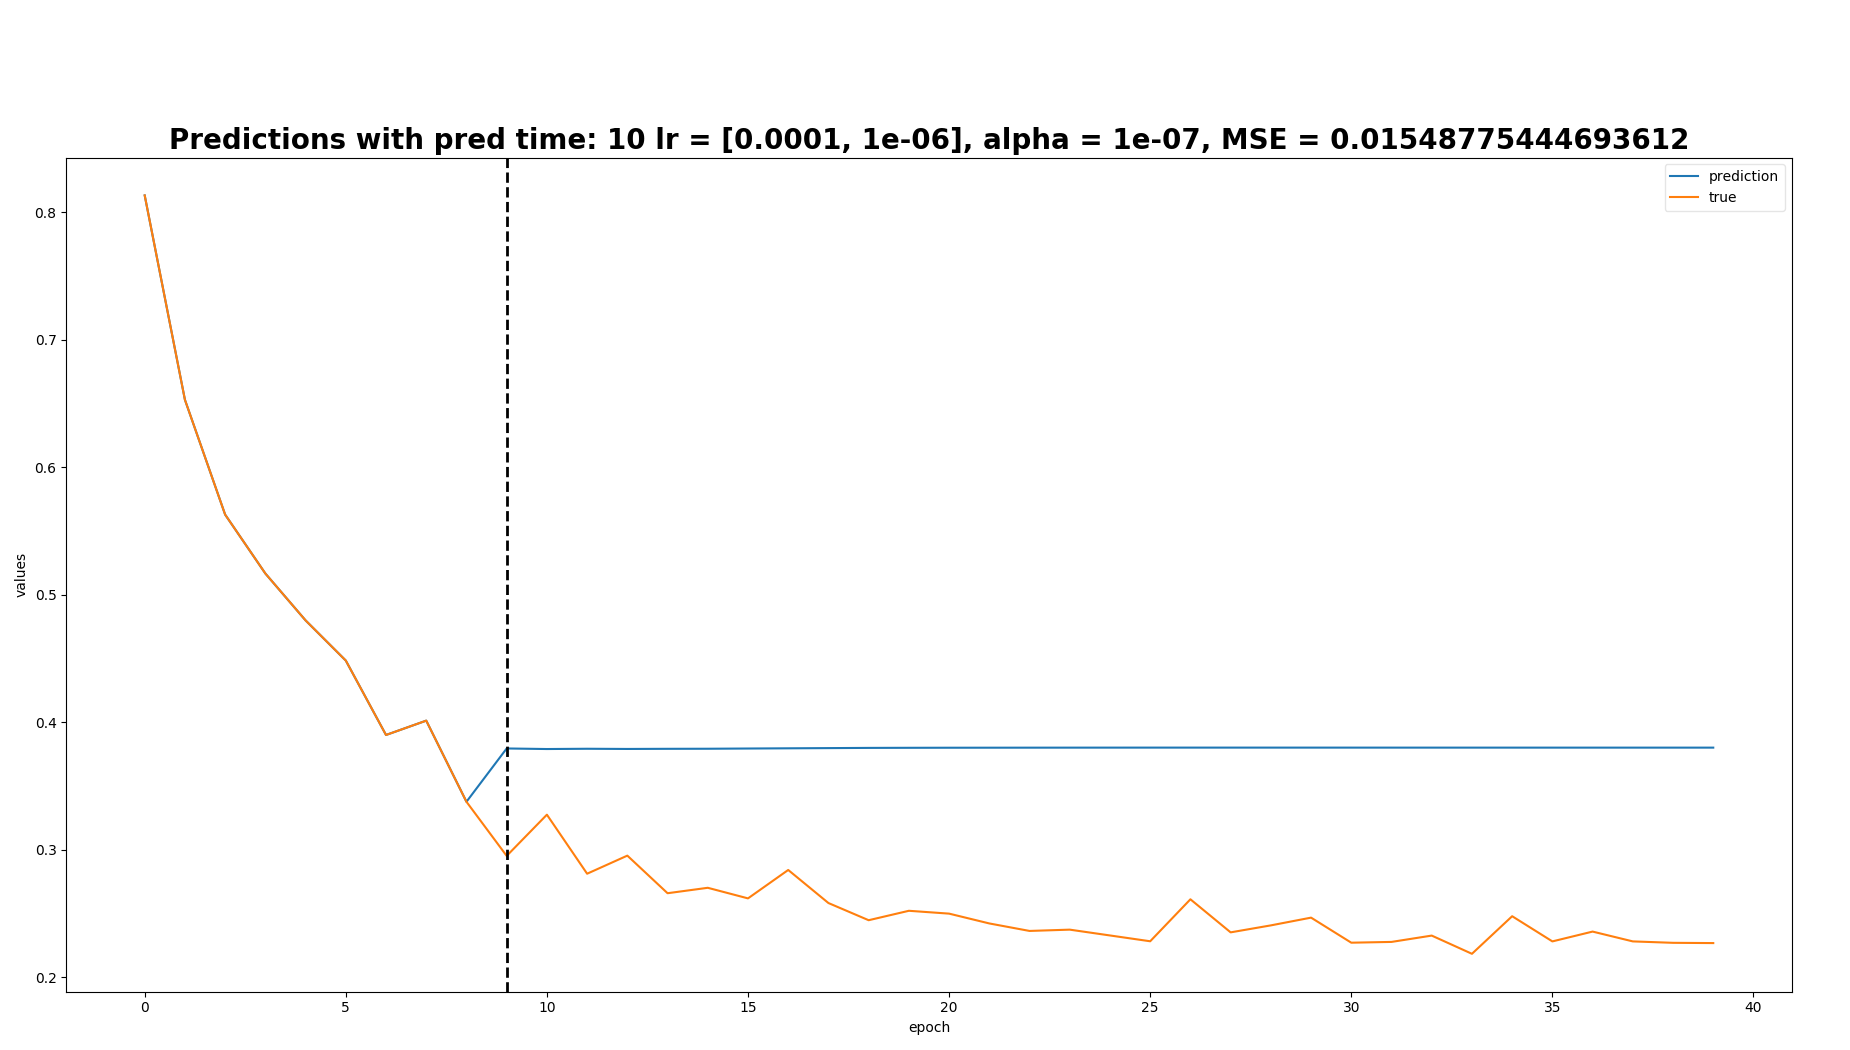 Predictions with pred time: 10 lr = [0.0001, 1e-06], alpha = 1e-07, MSE = 0.01548775444693612
prediction
true
values
0.8
0.7
0.6
0.5
0.4
0.3
0.2
0 5 10 15 20 25 30 35 40
epoch